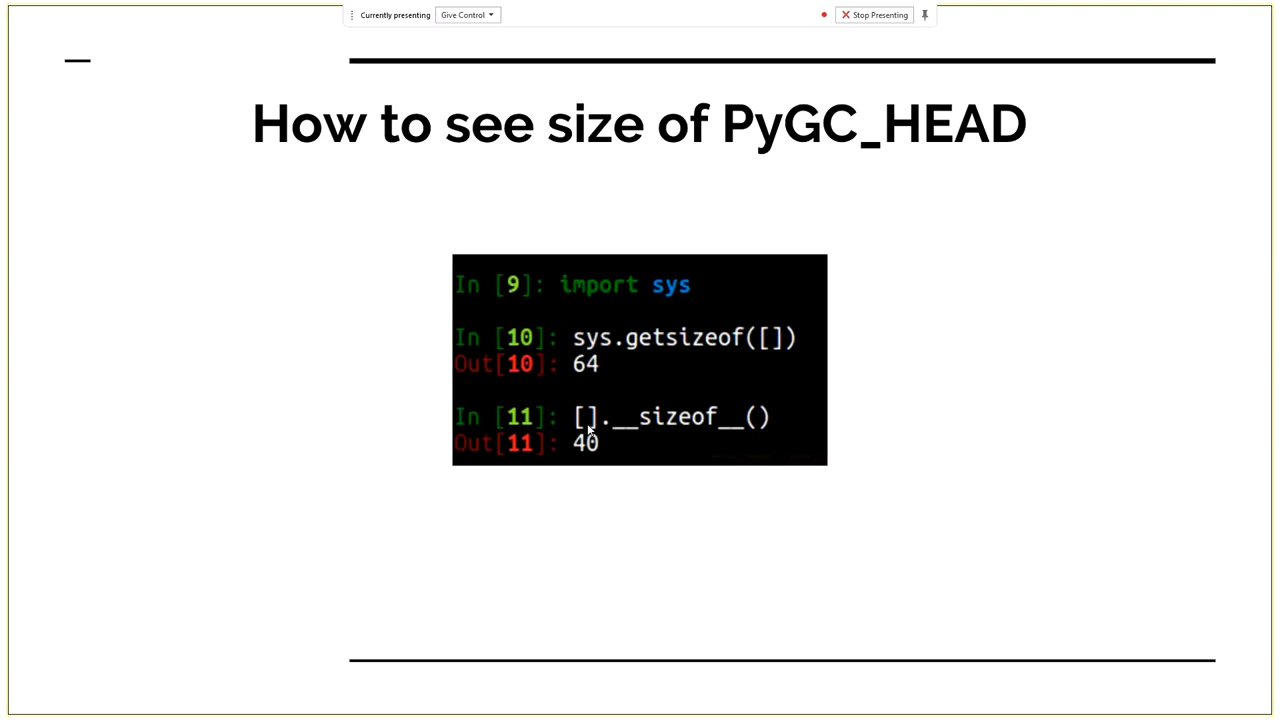 Currently presenting Give Control Stop Presenting
How to see size of PyGC_HEAD
In [9]: import sys
In [10]: sys.getsizeof([])
Out[10]: 64
In [11]: [].__sizeof__()
Out[11]: 40